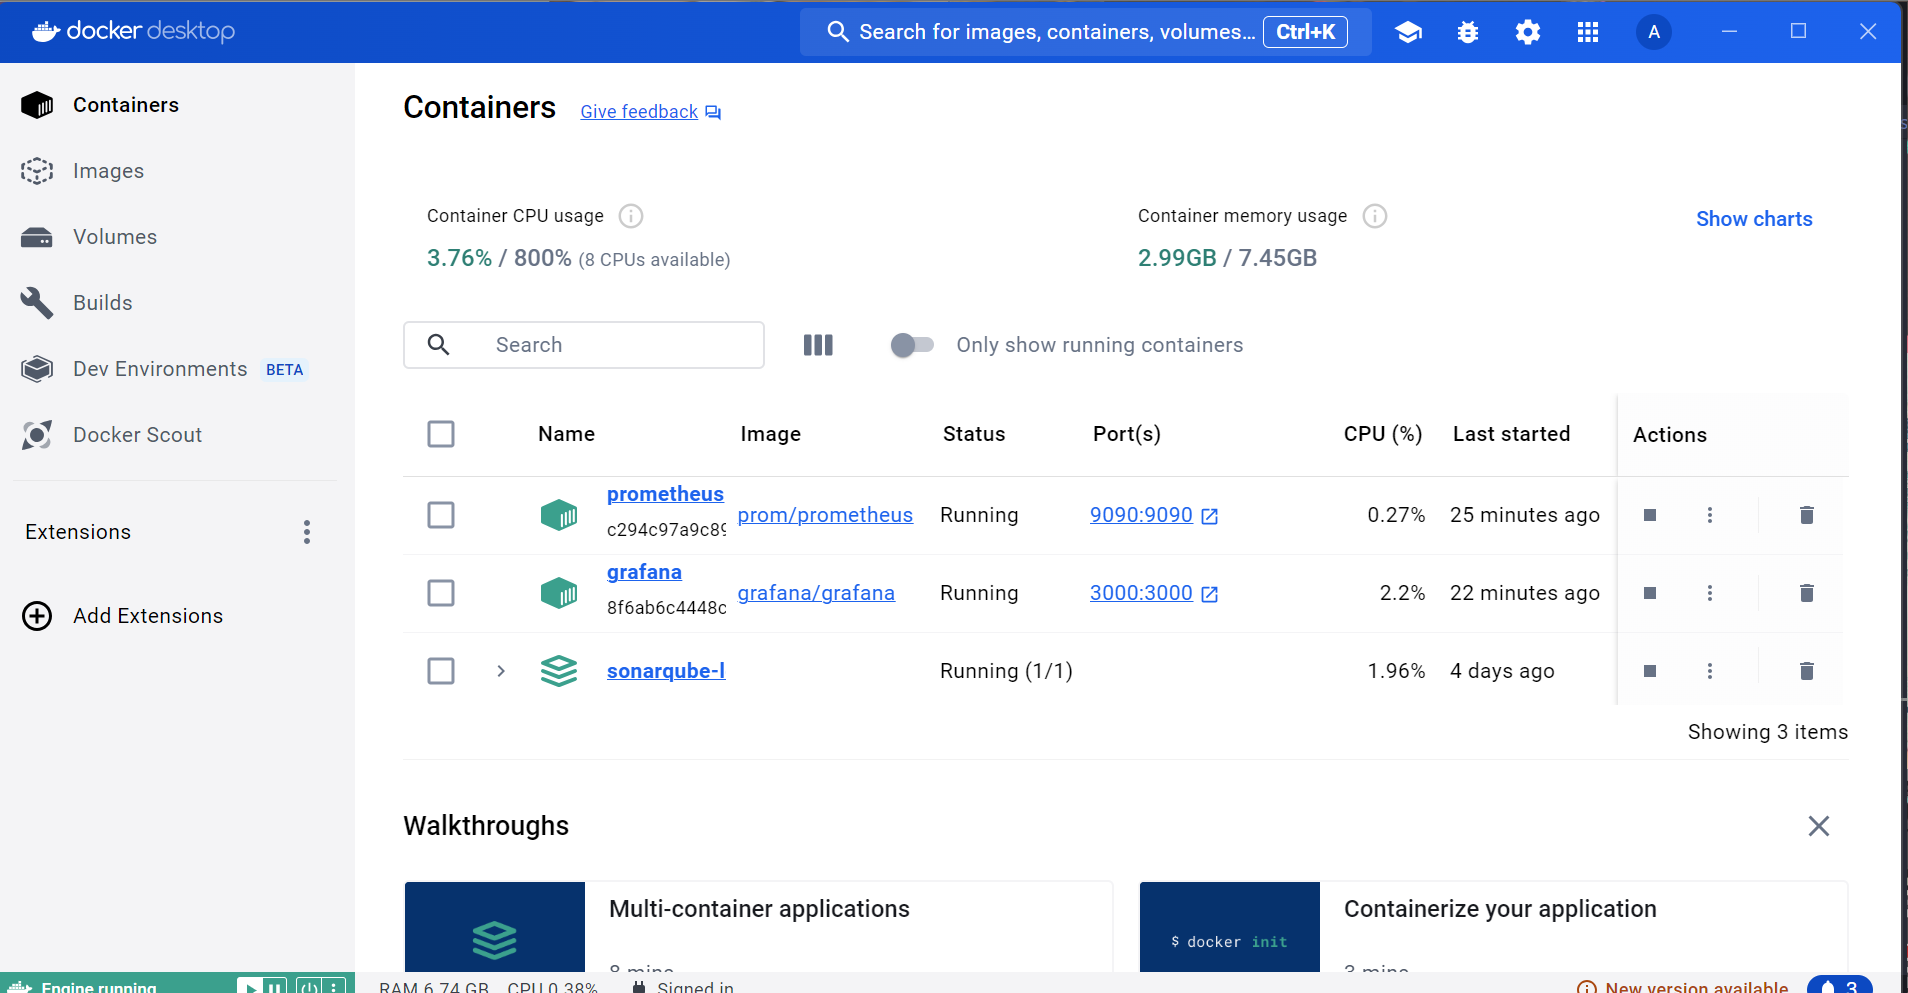 docker desktop
Search for images, containers, volumes... Ctrl+K
A
Containers
Images
Volumes
Builds
Dev Environments BETA
Docker Scout
Extensions
Add Extensions
Containers Give feedback
Container CPU usage
3.76% / 800% (8 CPUs available)
Container memory usage
2.99GB / 7.45GB
Show charts
Search
Only show running containers
Name Image Status Port(s) CPU (%) Last started Actions
prometheus
c294c97a9c89
prom/prometheus Running 9090:9090 0.27% 25 minutes ago
grafana
8f6ab6c4448c
grafana/grafana Running 3000:3000 2.2% 22 minutes ago
sonarqube-l Running (1/1) 1.96% 4 days ago
Showing 3 items
Walkthroughs
Multi-container applications
8 mins
$ docker init
Containerize your application
3 mins
Engine running
RAM 6.74 GB CPU 0.38% Signed in
New version available
3